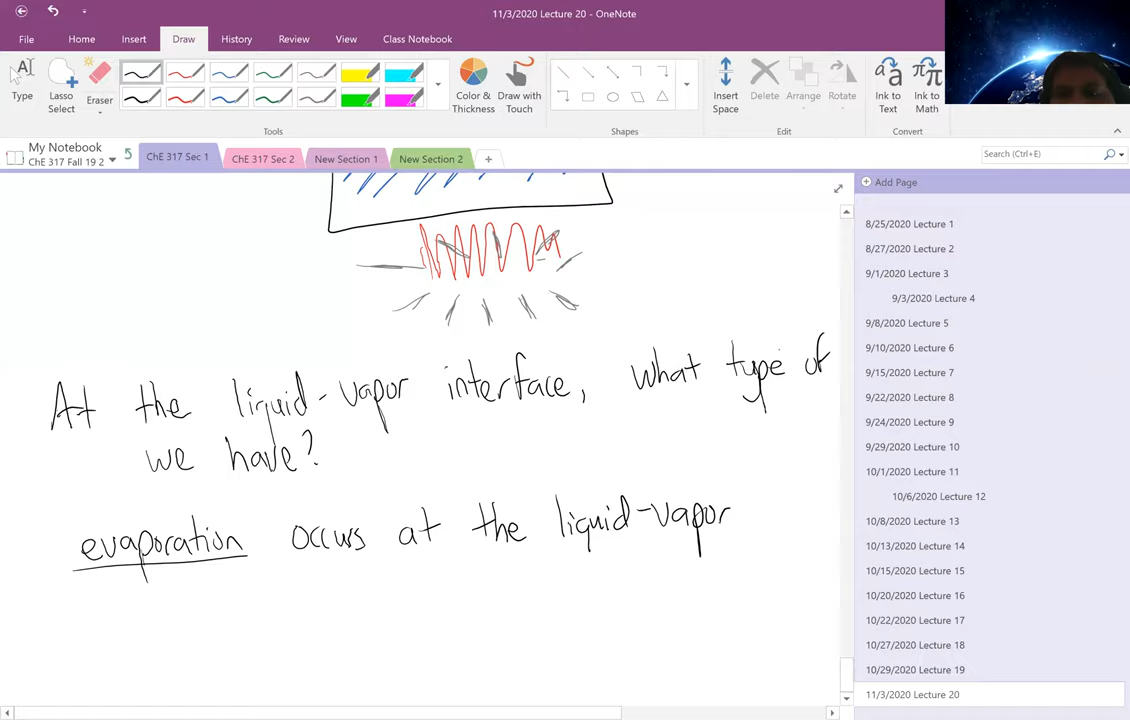 11/3/2020 Lecture 20 - OneNote
File Home Insert Draw History Review View Class Notebook
Type
Lasso Select
Eraser
Color & Thickness
Draw with Touch
Insert Space
Delete
Arrange
Rotate
Ink to Text
Ink to Math
Tools Shapes Edit Convert
My Notebook
ChE 317 Fall 19 2
ChE 317 Sec 1 ChE 317 Sec 2 New Section 1 New Section 2 +
Search (Ctrl+E)
Add Page
8/25/2020 Lecture 1
8/27/2020 Lecture 2
9/1/2020 Lecture 3
9/3/2020 Lecture 4
9/8/2020 Lecture 5
9/10/2020 Lecture 6
9/15/2020 Lecture 7
9/22/2020 Lecture 8
9/24/2020 Lecture 9
9/29/2020 Lecture 10
10/1/2020 Lecture 11
10/6/2020 Lecture 12
10/8/2020 Lecture 13
10/13/2020 Lecture 14
10/15/2020 Lecture 15
10/20/2020 Lecture 16
10/22/2020 Lecture 17
10/27/2020 Lecture 18
10/29/2020 Lecture 19
11/3/2020 Lecture 20
At the liquid-vapor interface, what type of
we have?
evaporation occurs at the liquid-vapor